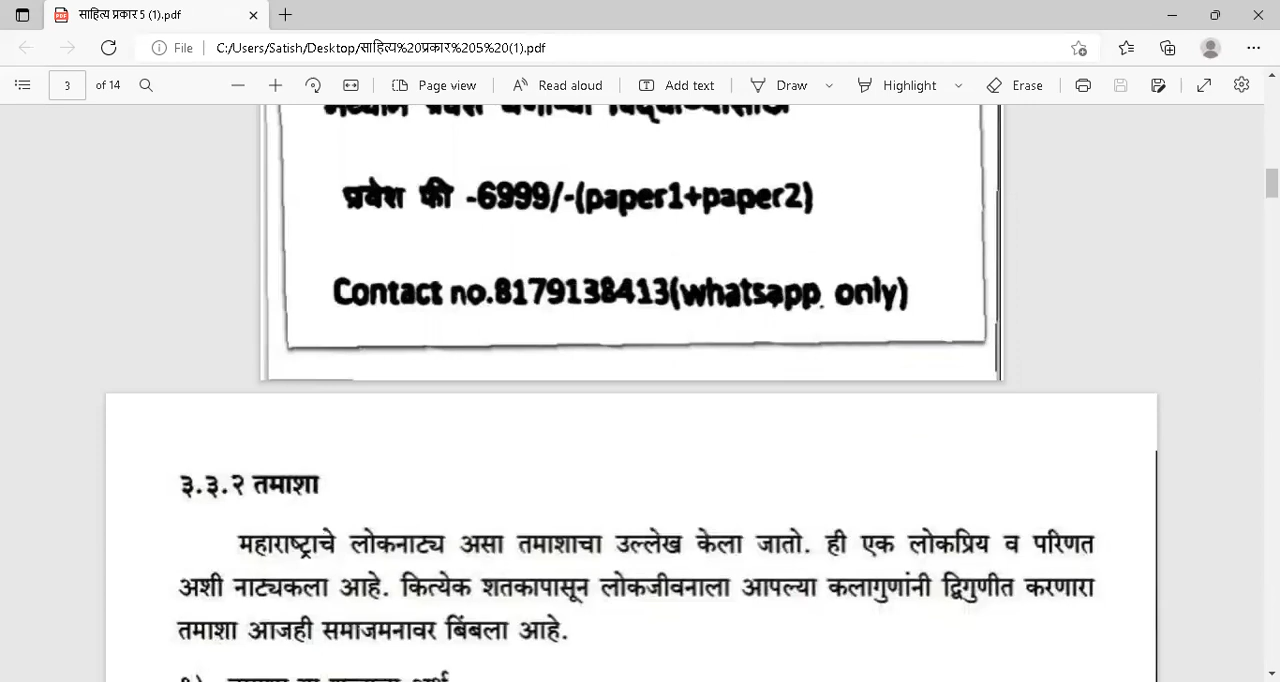 साहित्य प्रकार 5 (1).pdf
File C:/Users/Satish/Desktop/साहित्य%20प्रकार%205%20(1).pdf
3 of 14 Page view Read aloud Add text Draw Highlight Erase
प्रवेश फी -6999/-(paper1+paper2)
Contact no.8179138413(whatsapp only)
३.३.२ तमाशा
महाराष्ट्राचे लोकनाट्य असा तमाशाचा उल्लेख केला जातो. ही एक लोकप्रिय व परिणत
अशी नाट्यकला आहे. कित्येक शतकापासून लोकजीवनाला आपल्या कलागुणांनी द्विगुणीत करणारा
तमाशा आजही समाजमनावर बिंबला आहे.